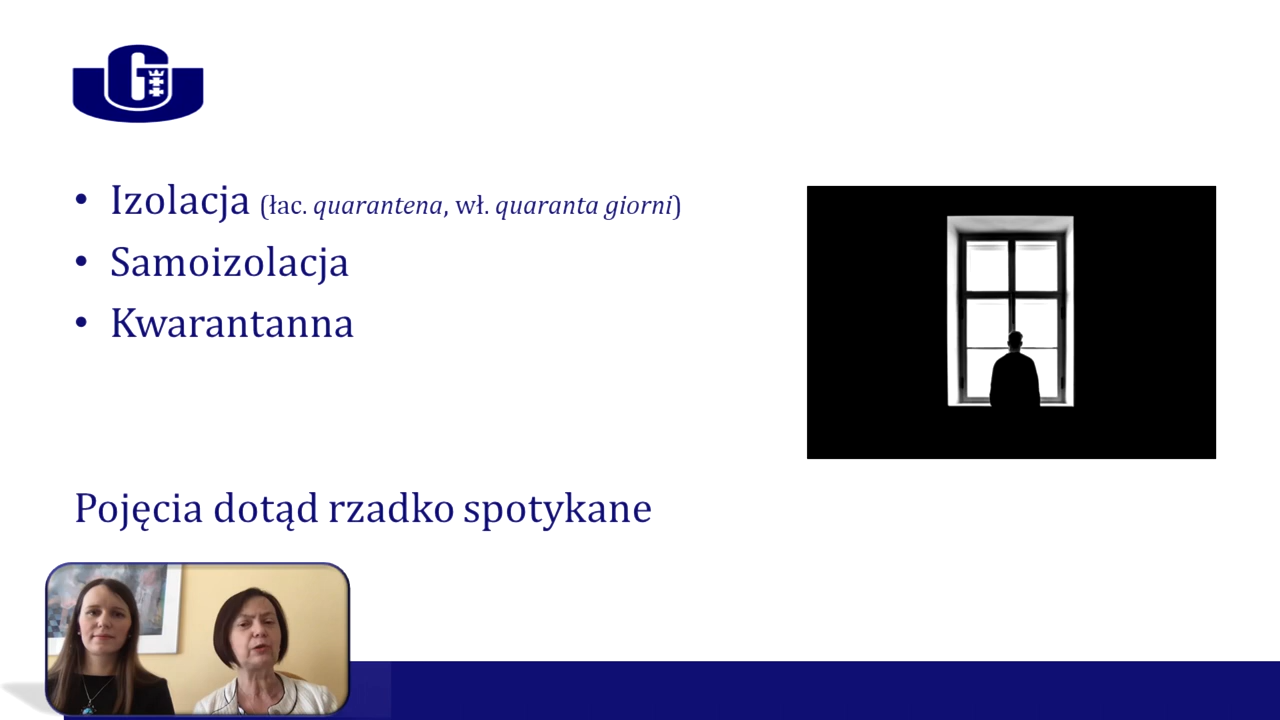 • Izolacja (łac. quarantena, wł. quaranta giorni)
• Samoizolacja
• Kwarantanna
Pojęcia dotąd rzadko spotykane